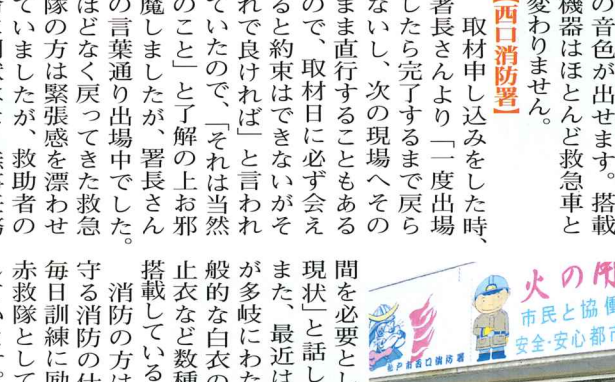 の音色が出せます。搭載
機器はほとんど救急車と
変わりません。
【西口消防署】
取材申し込みをした時、
署長さんより「一度出場
したら完了するまで戻ら
ないし、次の現場へその
まま直行することもある
ので、取材日に必ず会え
ると約束はできないがそ
れで良ければ」と言われ
ていたので、「それは当然
のこと」と了解の上お邪
魔しましたが、署長さん
の言葉通り出場中でした。
ほどなく戻ってきた救急
隊の方は緊張感を漂わせ
ていましたが、救助者の
火の用
市民と協働
安全・安心都市
西口消防署
間を必要とし
現状」と話し
また、最近は
が多岐にわた
般的な白衣の
止衣など数種
搭載している
消防の方は
守る消防の仕
毎日訓練に励
赤救隊として